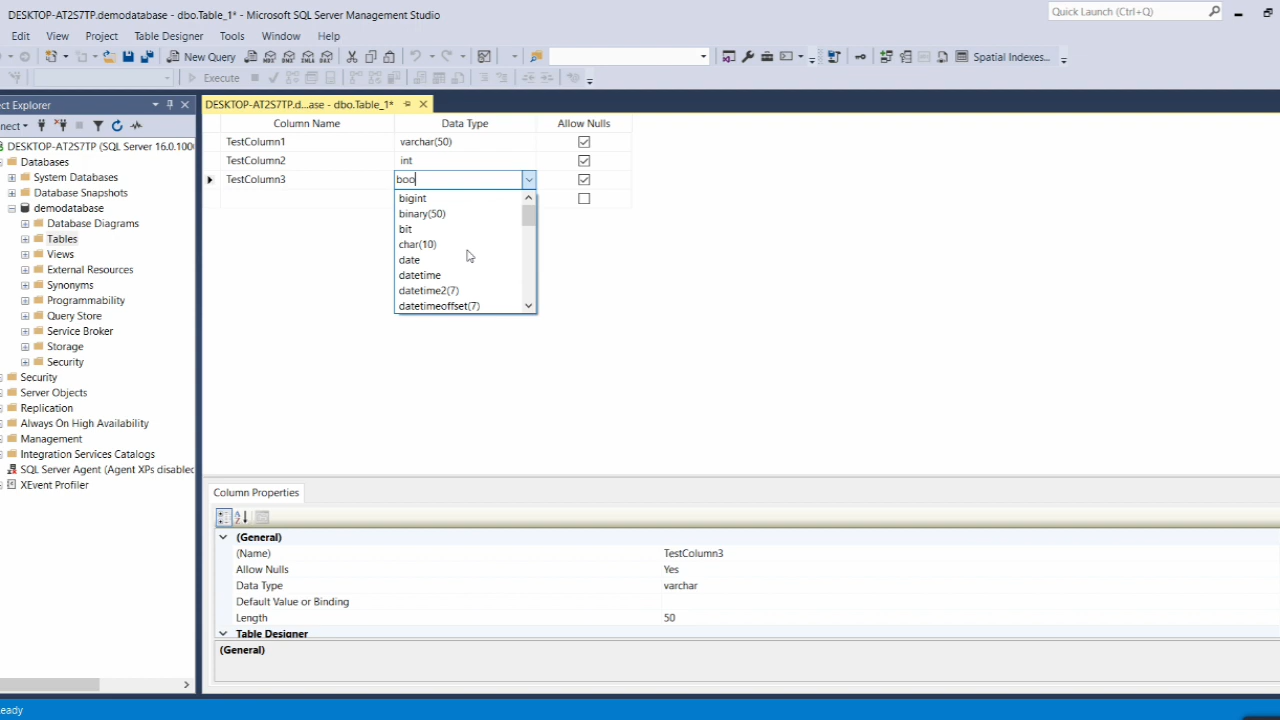 DESKTOP-AT2S7TP.demodatabase - dbo.Table_1* - Microsoft SQL Server Management Studio
Quick Launch (Ctrl+Q)
Edit View Project Table Designer Tools Window Help
New Query
Execute
Spatial Indexes...
ect Explorer
nect
DESKTOP-AT2S7TP (SQL Server 16.0.100
Databases
System Databases
Database Snapshots
demodatabase
Database Diagrams
Tables
Views
External Resources
Synonyms
Programmability
Query Store
Service Broker
Storage
Security
Security
Server Objects
Replication
Always On High Availability
Management
Integration Services Catalogs
SQL Server Agent (Agent XPs disabled
XEvent Profiler
DESKTOP-AT2S7TP.d...ase - dbo.Table_1*
Column Name Data Type Allow Nulls
TestColumn1 varchar(50)
TestColumn2 int
TestColumn3 boo
bigint
binary(50)
bit
char(10)
date
datetime
datetime2(7)
datetimeoffset(7)
Column Properties
(General)
(Name) TestColumn3
Allow Nulls Yes
Data Type varchar
Default Value or Binding
Length 50
Table Designer
(General)
eady